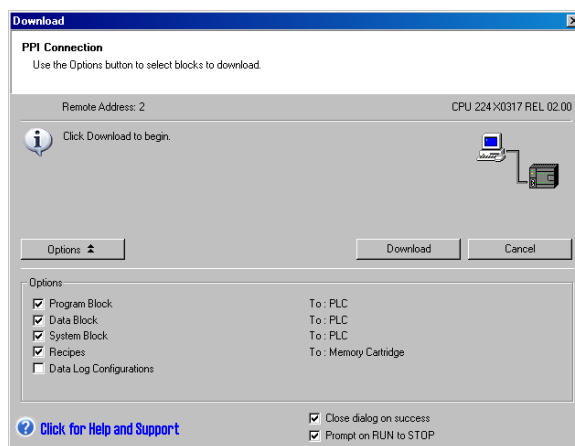 Download
PPI Connection
Use the Options button to select blocks to download.
Remote Address: 2 CPU 224 X0317 REL 02.00
Click Download to begin.
Options Download Cancel
Options
Program Block To : PLC
Data Block To : PLC
System Block To : PLC
Recipes To : Memory Cartridge
Data Log Configurations
Close dialog on success
Click for Help and Support
Prompt on RUN to STOP